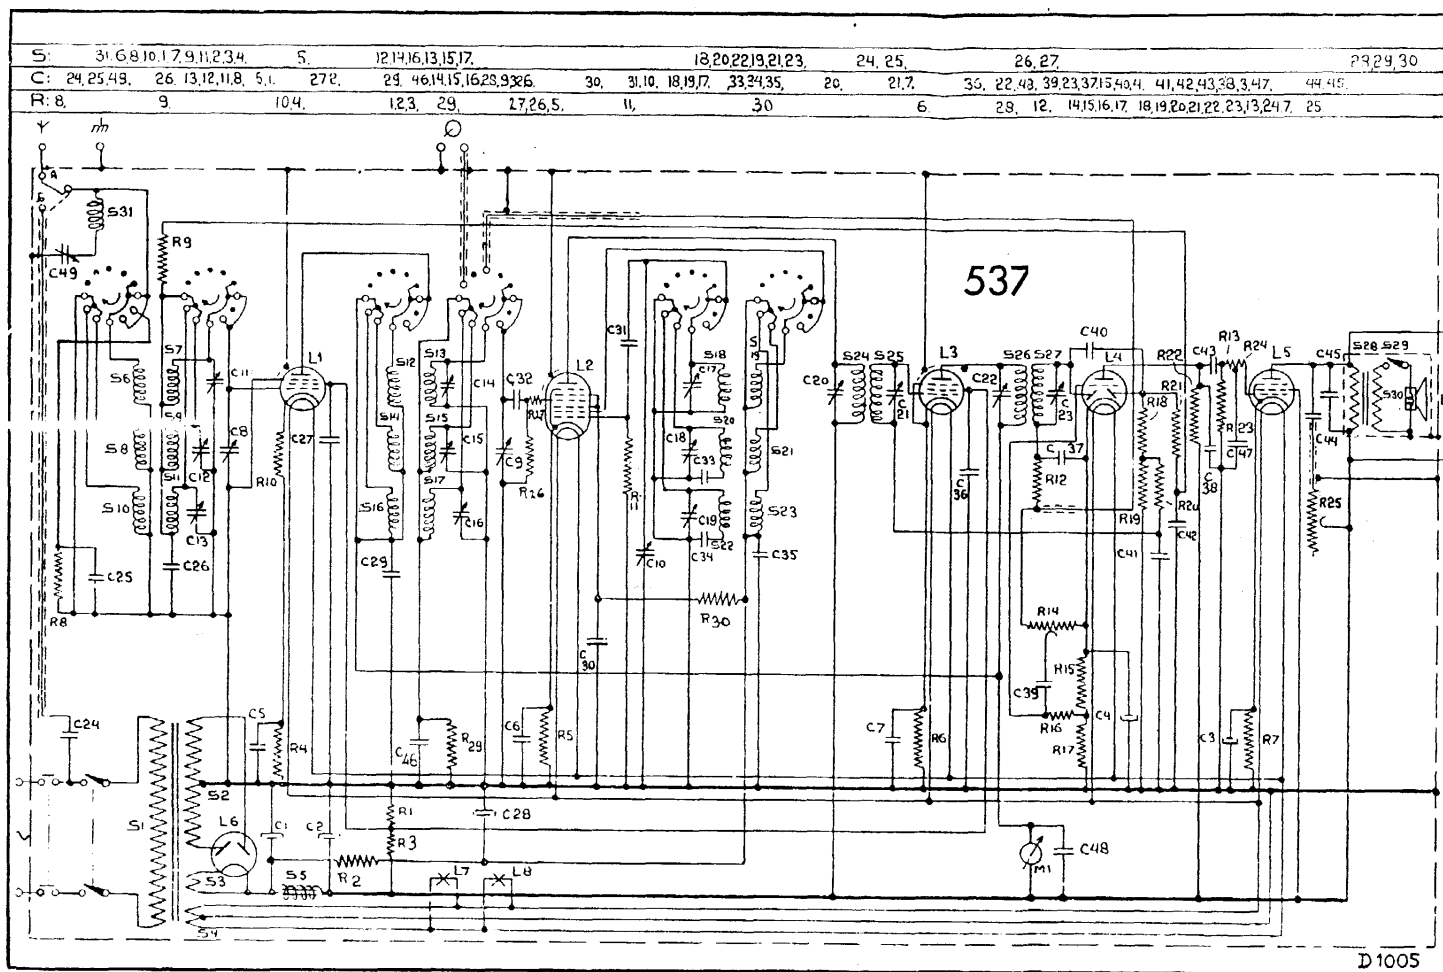 S: 31,6,8,10,1,7,9,11,2,3,4. 5. 12,14,16,13,15,17. 18,20,22,19,21,23. 24, 25. 26, 27. 29,30
C: 24,25,49. 26, 13,12,11,8, 5,1. 27,2. 29, 46,14,15,16,28, 30, 31,10, 18,19,17, 33,34,35, 20, 21,7. 36, 22,48, 39,23,37,15,40,4. 41,42,43,38,3,47. 44,45.
R: 8, 9. 10,4. 1,2,3, 29. 27,26,5. 11, 30 6. 28, 12. 14,15,16,17, 18,19,20,21,22,23,13,24,7, 25
A
S31
R9
C49
537
C31
C40
R13
R24
S7 L1 S12 S13 L2 S18 S19 S24 S25 L3 S26 S27 L4 R22 C43 L5 C45 S28 S29
S6 C11 C14 C32 C17 C20 C21 C22 C23 R21 R18 S30
S9 S14 S15 R27 S20
S8 C8 C27 C15 C9 C18 S21 C37 R23 C47 C44
S11 C12 R10 S17 R26 R11 C33 C36 R12 C38
S10 S16 C16 C19 S23 R19 R20 R25
C13 S22 C42
C25 C26 C29 C10 C34 C35 C41
R8 R30 R14
C30
R15
C39
C24 C5 R4 C46 R29 C6 R5 C7 R6 R16 C4 C3 R7
R17
S2
S1 L6 C1 C2 R1 C28
R3 C48
S3 S5 R2 L7 L8 M1
S4
D1005